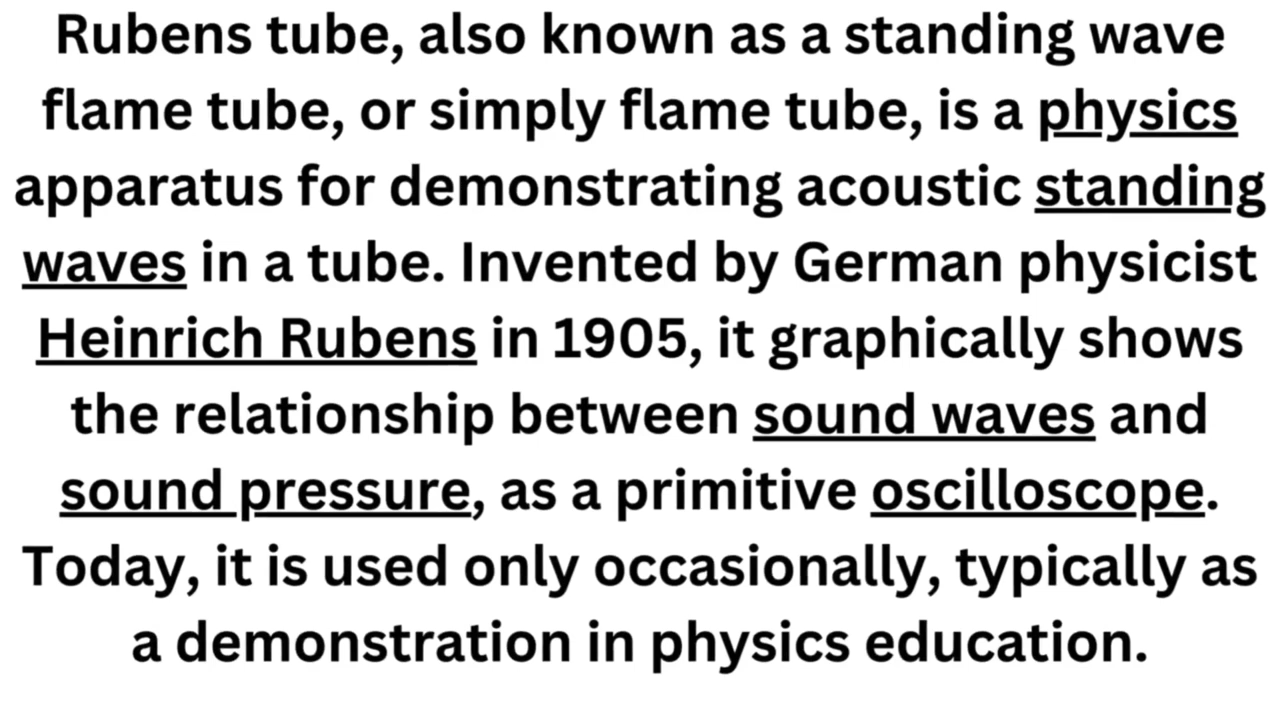 Rubens tube, also known as a standing wave
flame tube, or simply flame tube, is a physics
apparatus for demonstrating acoustic standing
waves in a tube. Invented by German physicist
Heinrich Rubens in 1905, it graphically shows
the relationship between sound waves and
sound pressure, as a primitive oscilloscope.
Today, it is used only occasionally, typically as
a demonstration in physics education.